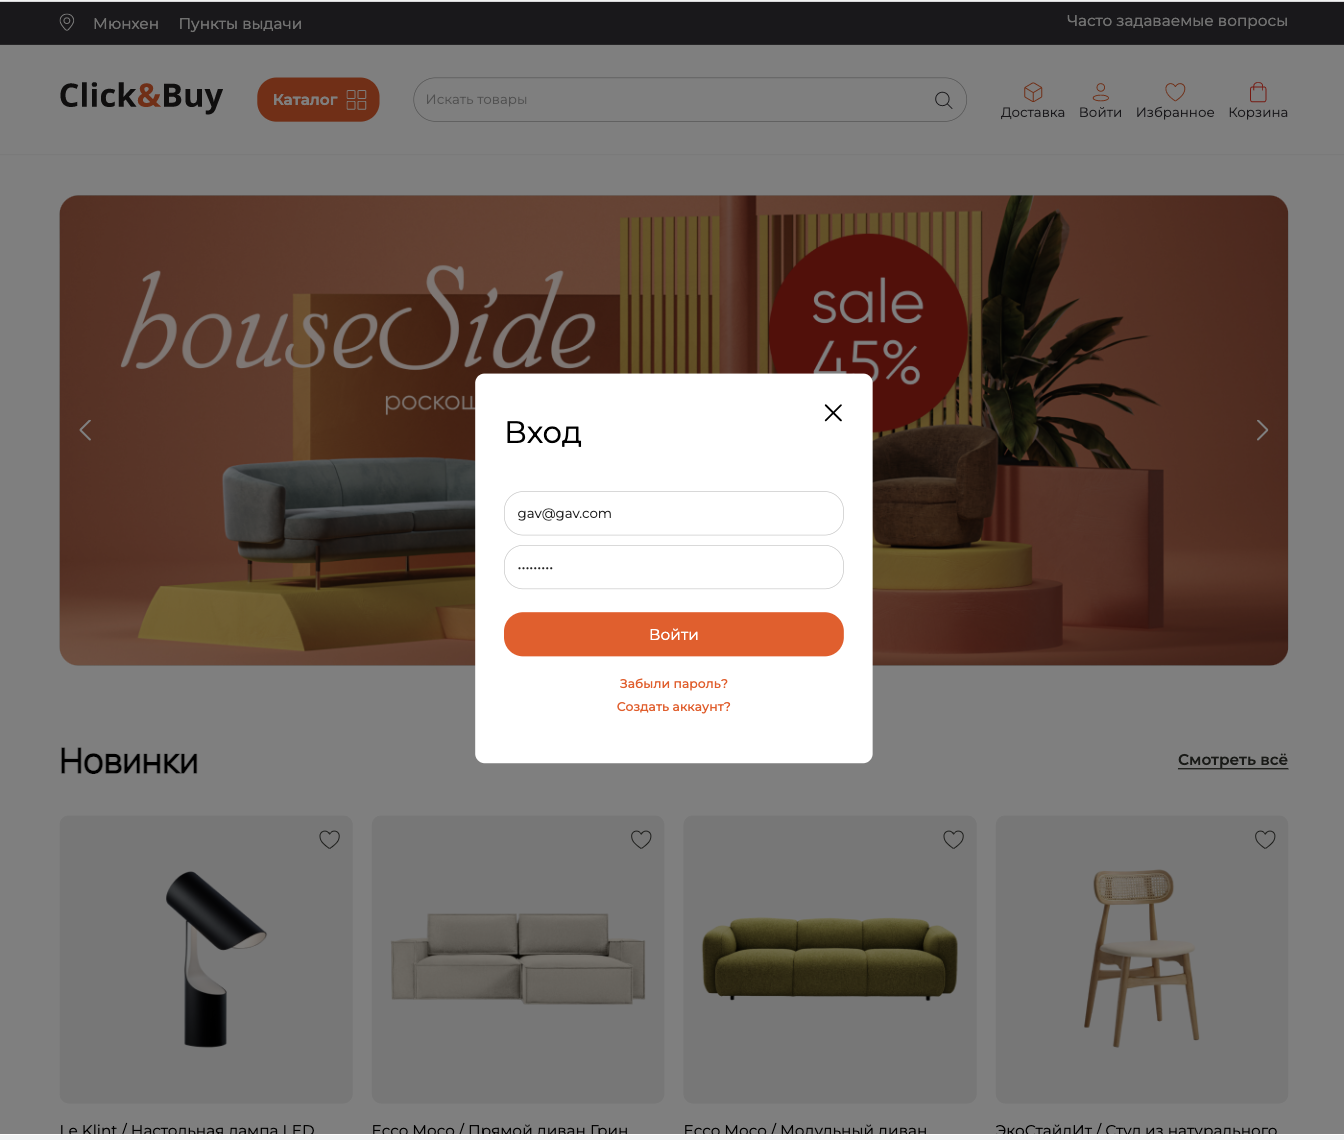 Мюнхен Пункты выдачи Часто задаваемые вопросы
Click&Buy Каталог Искать товары Доставка Войти Избранное Корзина
houseSide
sale
45%
Вход
gav@gav.com
•••••••••
Войти
Забыли пароль?
Создать аккаунт?
Новинки Смотреть всё
Le Klint / Настольная лампа LED Ecco Moco / Прямой диван Грин Ecco Moco / Модульный диван ЭкоСтайлИт / Стул из натурального